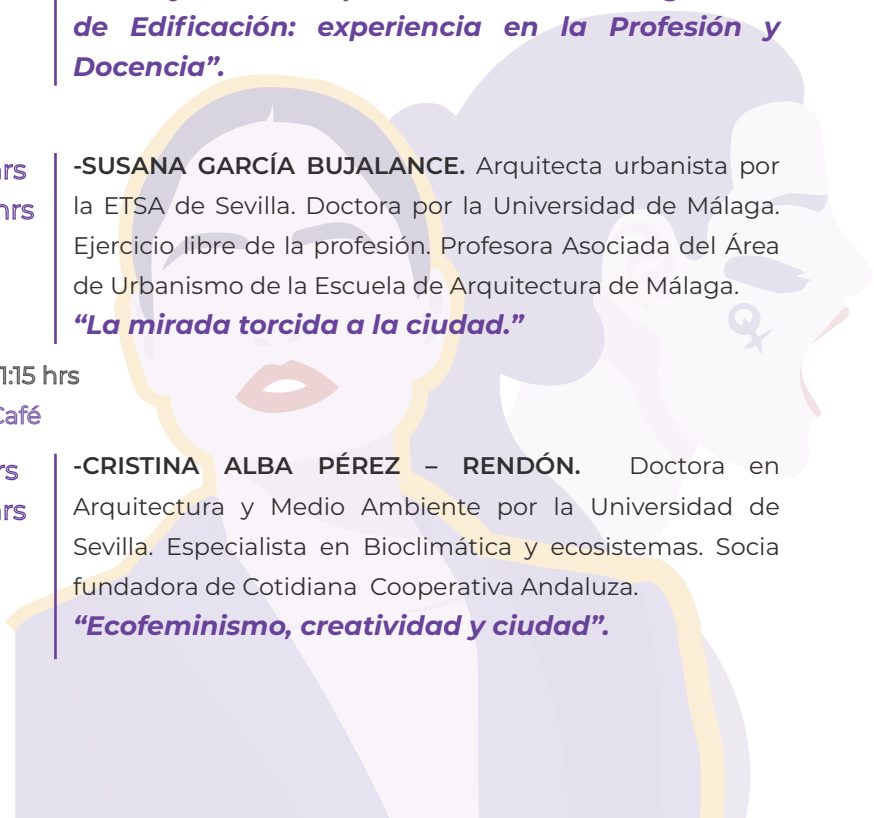 de Edificación: experiencia en la Profesión y
Docencia”.
hrs
-SUSANA GARCÍA BUJALANCE. Arquitecta urbanista por
hrs
la ETSA de Sevilla. Doctora por la Universidad de Málaga.
Ejercicio libre de la profesión. Profesora Asociada del Área
de Urbanismo de la Escuela de Arquitectura de Málaga.
“La mirada torcida a la ciudad.”
1:15 hrs
Café
-CRISTINA ALBA PÉREZ – RENDÓN. Doctora en
Arquitectura y Medio Ambiente por la Universidad de
Sevilla. Especialista en Bioclimática y ecosistemas. Socia
fundadora de Cotidiana Cooperativa Andaluza.
“Ecofeminismo, creatividad y ciudad”.